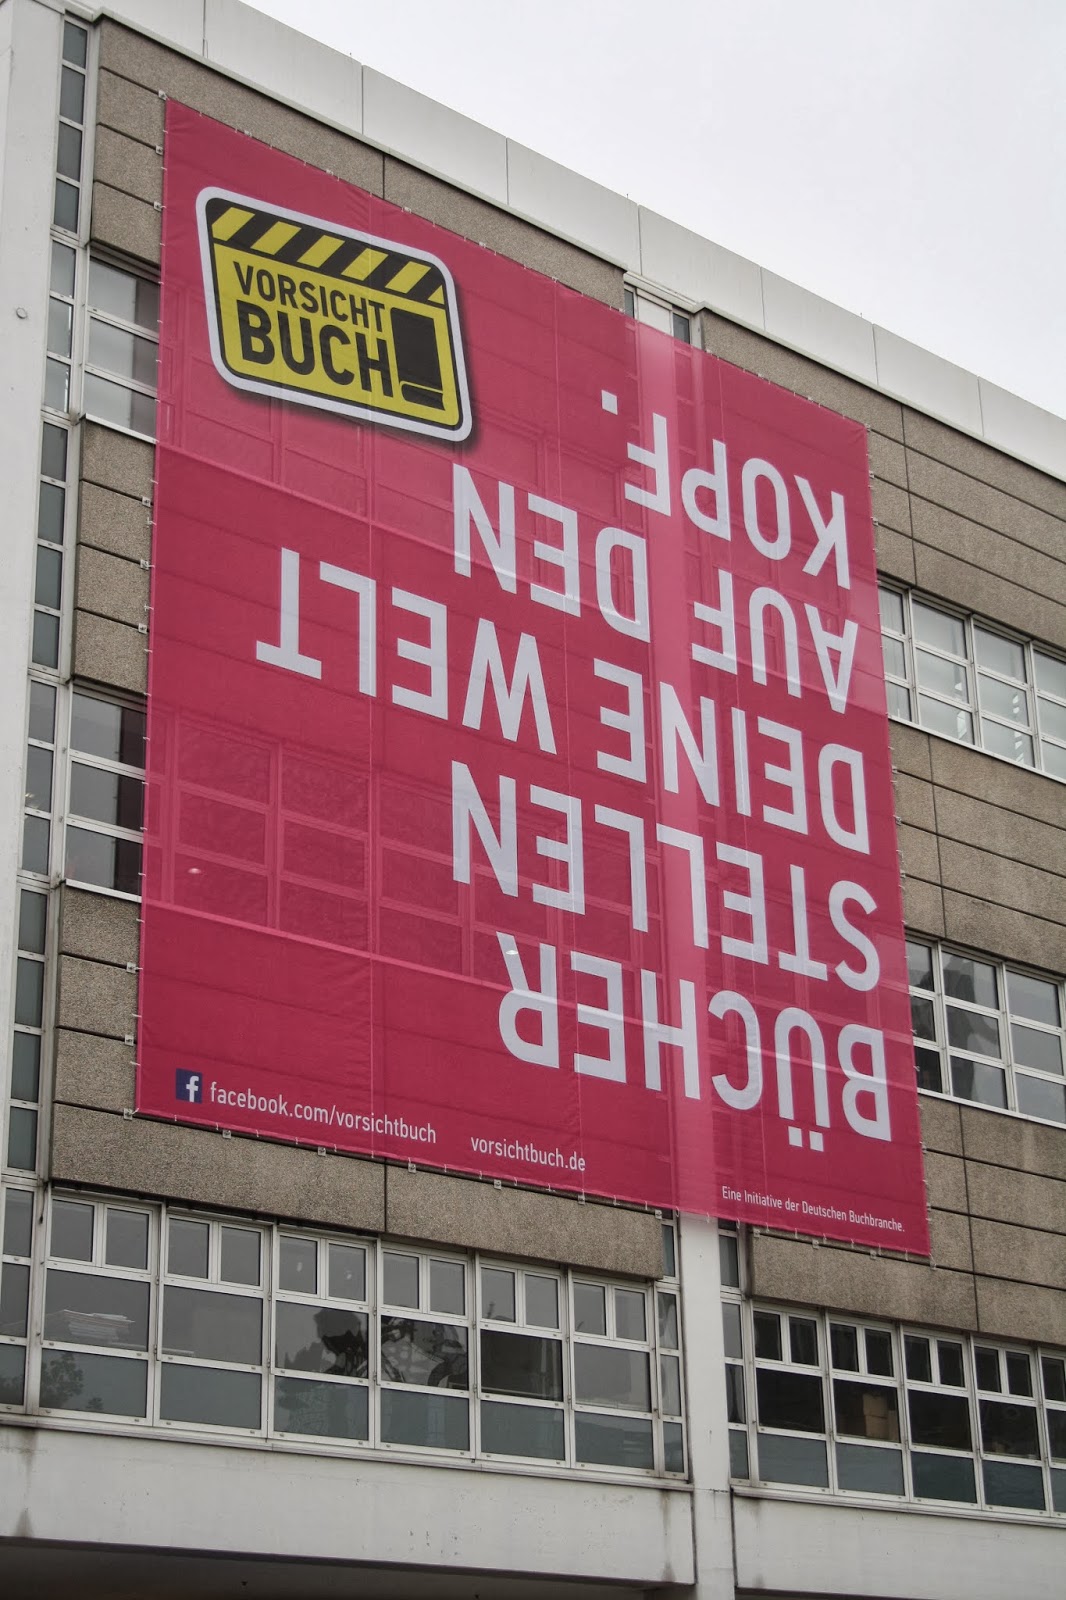 VORSICHT
BUCH!
BÜCHER
STELLEN
DEINE WELT
AUF DEN
KOPF.
f facebook.com/vorsichtbuch vorsichtbuch.de
Eine Initiative der Deutschen Buchbranche.